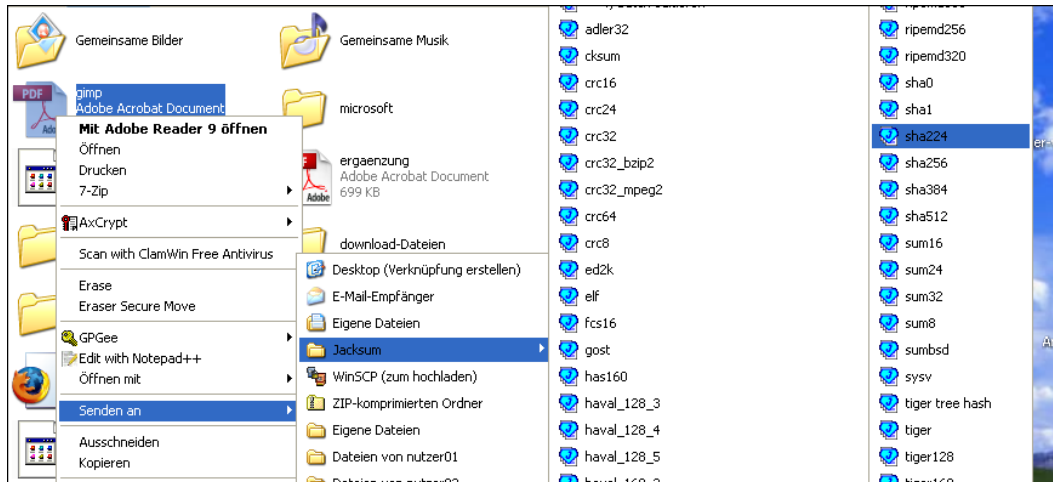 Gemeinsame Bilder
Gemeinsame Musik
PDF
gimp
Adobe Acrobat Document
microsoft
ergaenzung
Adobe Acrobat Document
699 KB
Adobe
download-Dateien
Mit Adobe Reader 9 öffnen
Öffnen
Drucken
7-Zip
AxCrypt
Scan with ClamWin Free Antivirus
Erase
Eraser Secure Move
GPGee
Edit with Notepad++
Öffnen mit
Senden an
Ausschneiden
Kopieren
Desktop (Verknüpfung erstellen)
E-Mail-Empfänger
Eigene Dateien
Jacksum
WinSCP (zum hochladen)
ZIP-komprimierten Ordner
Eigene Dateien
Dateien von nutzer01
Dateien von nutzer02
adler32
cksum
crc16
crc24
crc32
crc32_bzip2
crc32_mpeg2
crc64
crc8
ed2k
elf
fcs16
gost
has160
haval_128_3
haval_128_4
haval_128_5
ripemd256
ripemd320
sha0
sha1
sha224
sha256
sha384
sha512
sum16
sum24
sum32
sum8
sumbsd
sysv
tiger tree hash
tiger
tiger128